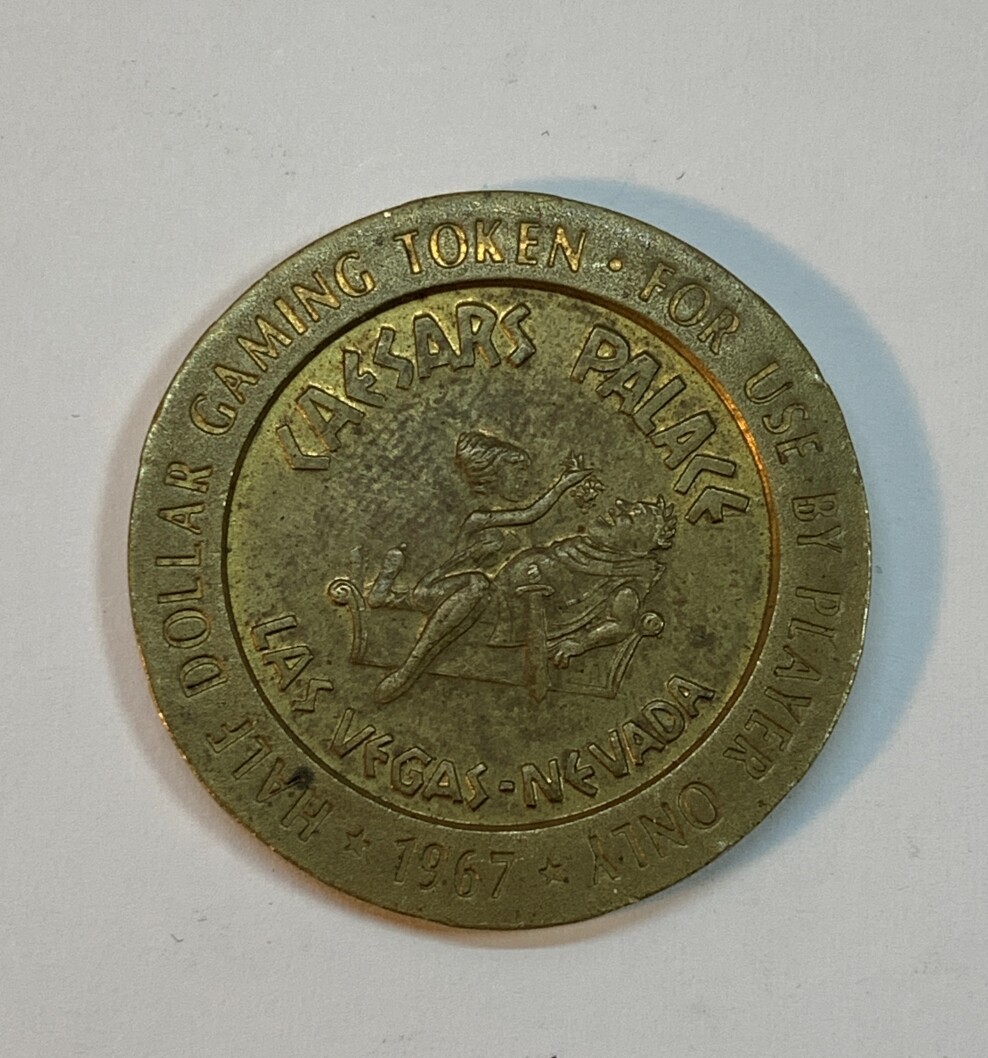 HALF DOLLAR GAMING TOKEN · FOR USE BY PLAYER ONLY
☆ 1967 ☆
CAESARS PALACE
LAS VEGAS - NEVADA